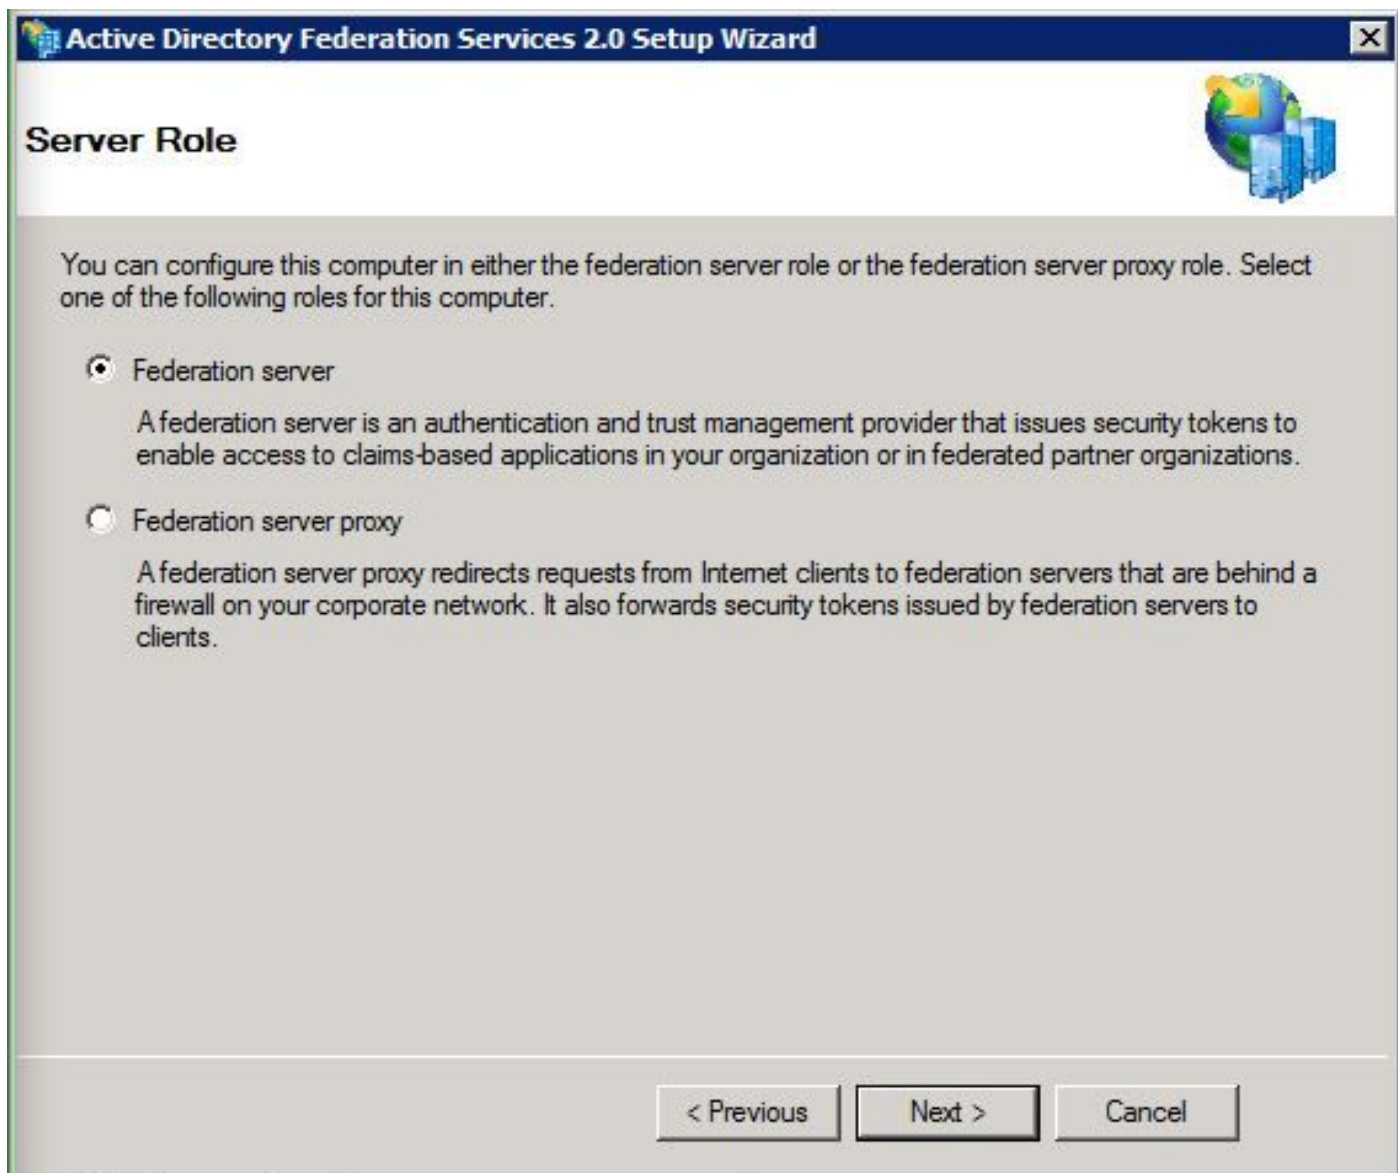 Active Directory Federation Services 2.0 Setup Wizard
Server Role
You can configure this computer in either the federation server role or the federation server proxy role. Select
one of the following roles for this computer.
Federation server
A federation server is an authentication and trust management provider that issues security tokens to
enable access to claims-based applications in your organization or in federated partner organizations.
Federation server proxy
A federation server proxy redirects requests from Internet clients to federation servers that are behind a
firewall on your corporate network. It also forwards security tokens issued by federation servers to
clients.
< Previous
Next >
Cancel